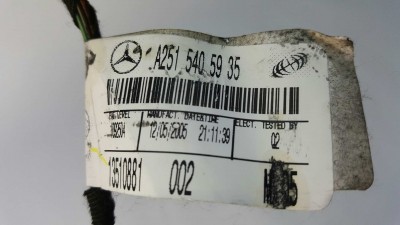 A251 540 59 35
MANUFACT. DATE&TIME
ELECT. TESTED BY
12/05/2005 21:11:39
02
13510881
002